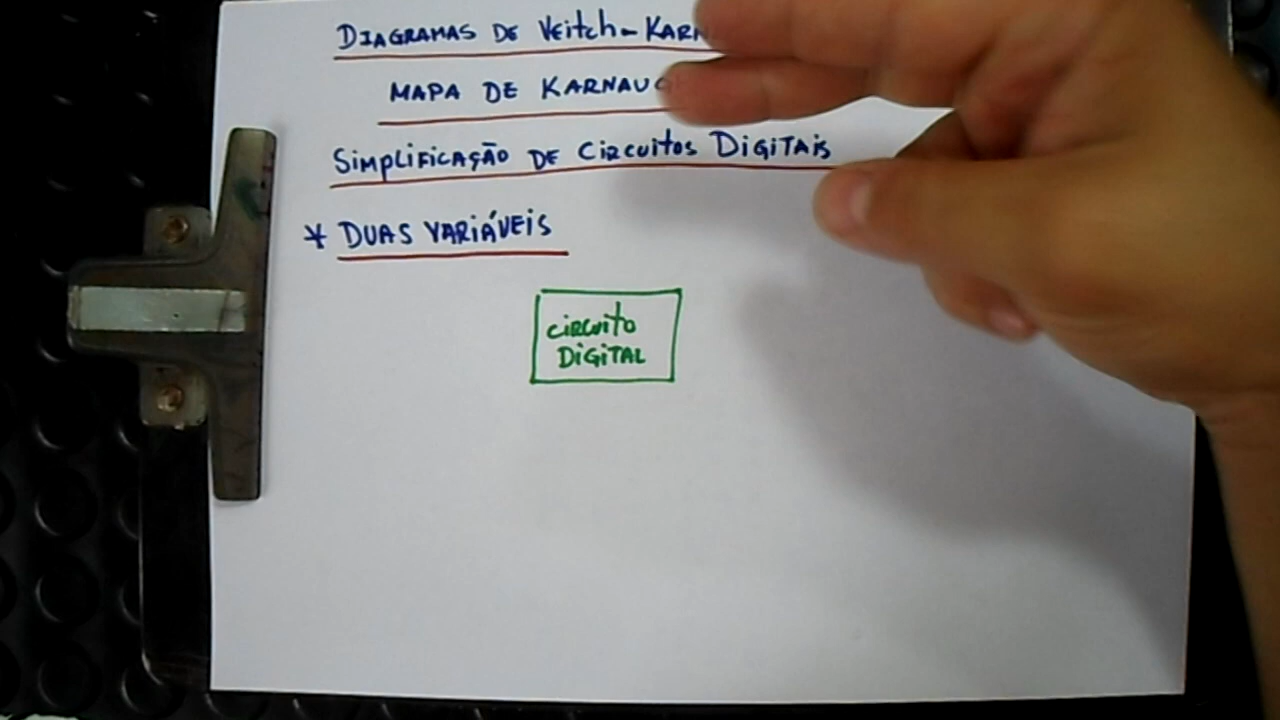 DIAGRAMAS DE Veitch-
MAPA DE
SIMPLIFICAÇÃO DE CIRCUITOS DIGITAIS
* DUAS VARIÁVEIS
CIRCUITO
DIGITAL